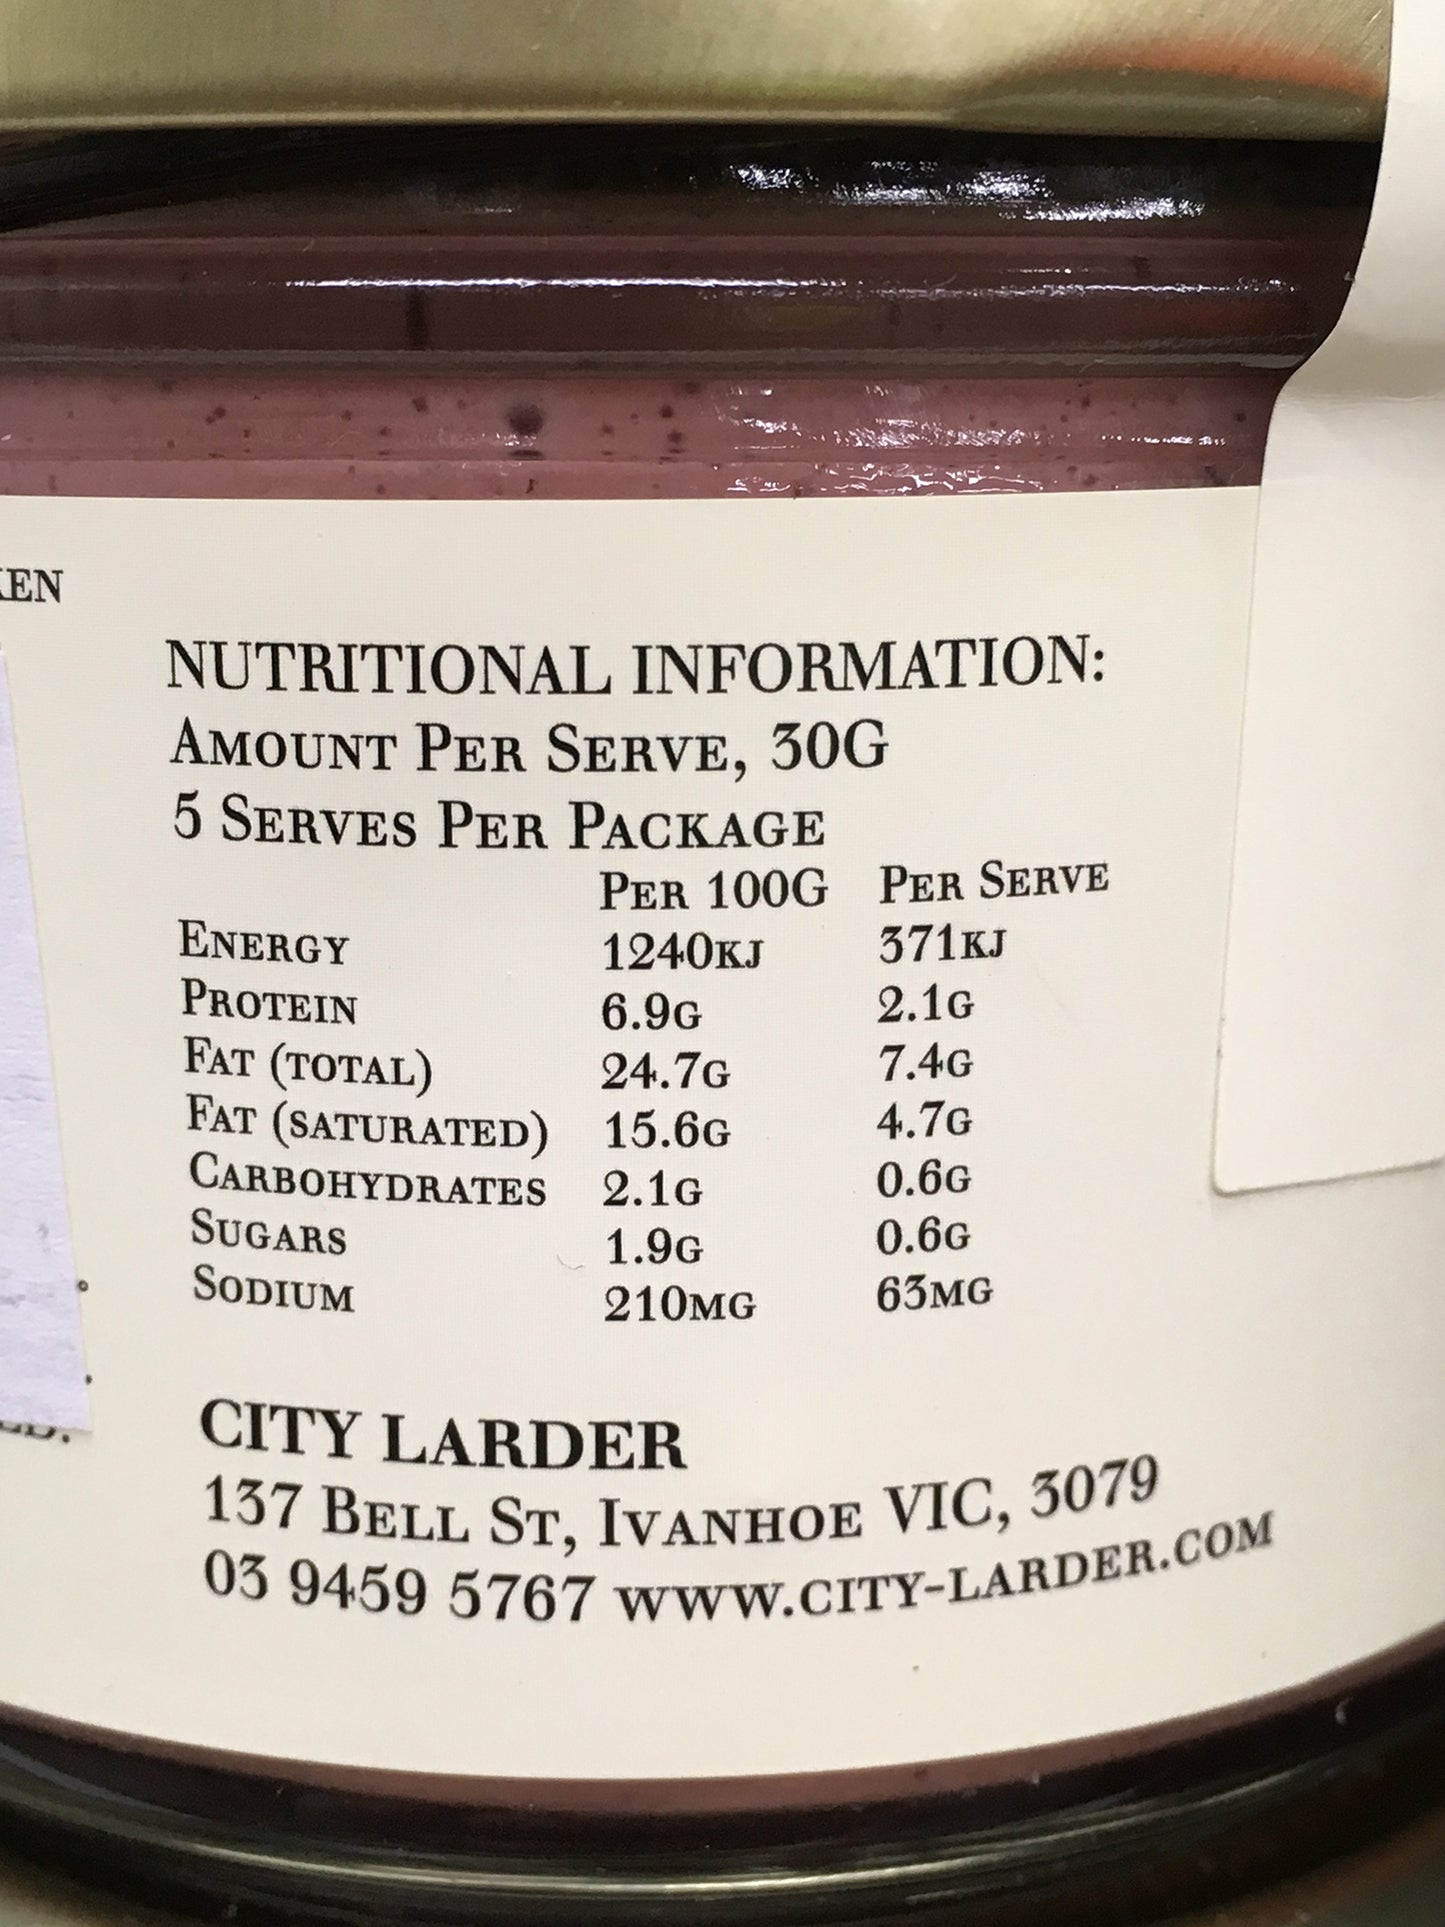 NUTRITIONAL INFORMATION:
AMOUNT PER SERVE, 30G
5 SERVES PER PACKAGE
PER 100G PER SERVE
ENERGY 1240KJ 371KJ
PROTEIN 6.9G 2.1G
FAT (TOTAL) 24.7G 7.4G
FAT (SATURATED) 15.6G 4.7G
CARBOHYDRATES 2.1G 0.6G
SUGARS 1.9G 0.6G
SODIUM 210MG 63MG
CITY LARDER
137 BELL ST, IVANHOE VIC, 3079
03 9459 5767 WWW.CITY-LARDER.COM